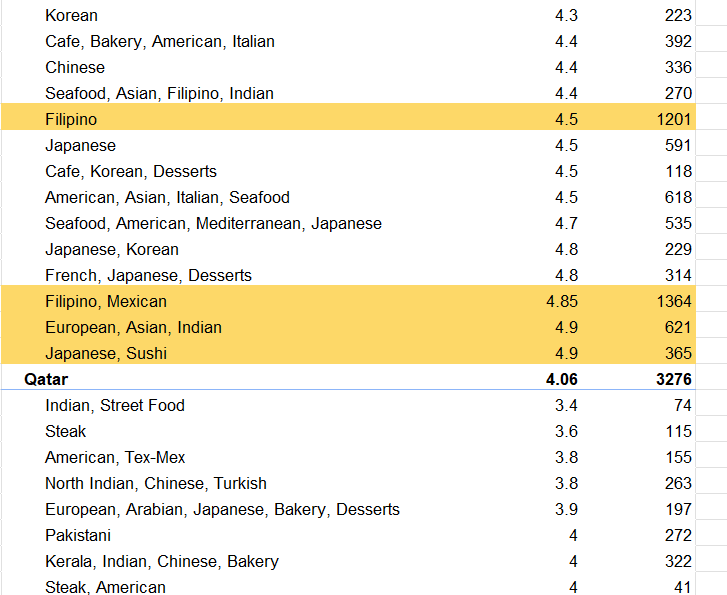 Korean 4.3 223
Cafe, Bakery, American, Italian 4.4 392
Chinese 4.4 336
Seafood, Asian, Filipino, Indian 4.4 270
Filipino 4.5 1201
Japanese 4.5 591
Cafe, Korean, Desserts 4.5 118
American, Asian, Italian, Seafood 4.5 618
Seafood, American, Mediterranean, Japanese 4.7 535
Japanese, Korean 4.8 229
French, Japanese, Desserts 4.8 314
Filipino, Mexican 4.85 1364
European, Asian, Indian 4.9 621
Japanese, Sushi 4.9 365
Qatar 4.06 3276
Indian, Street Food 3.4 74
Steak 3.6 115
American, Tex-Mex 3.8 155
North Indian, Chinese, Turkish 3.8 263
European, Arabian, Japanese, Bakery, Desserts 3.9 197
Pakistani 4 272
Kerala, Indian, Chinese, Bakery 4 322
Steak, American 4 41